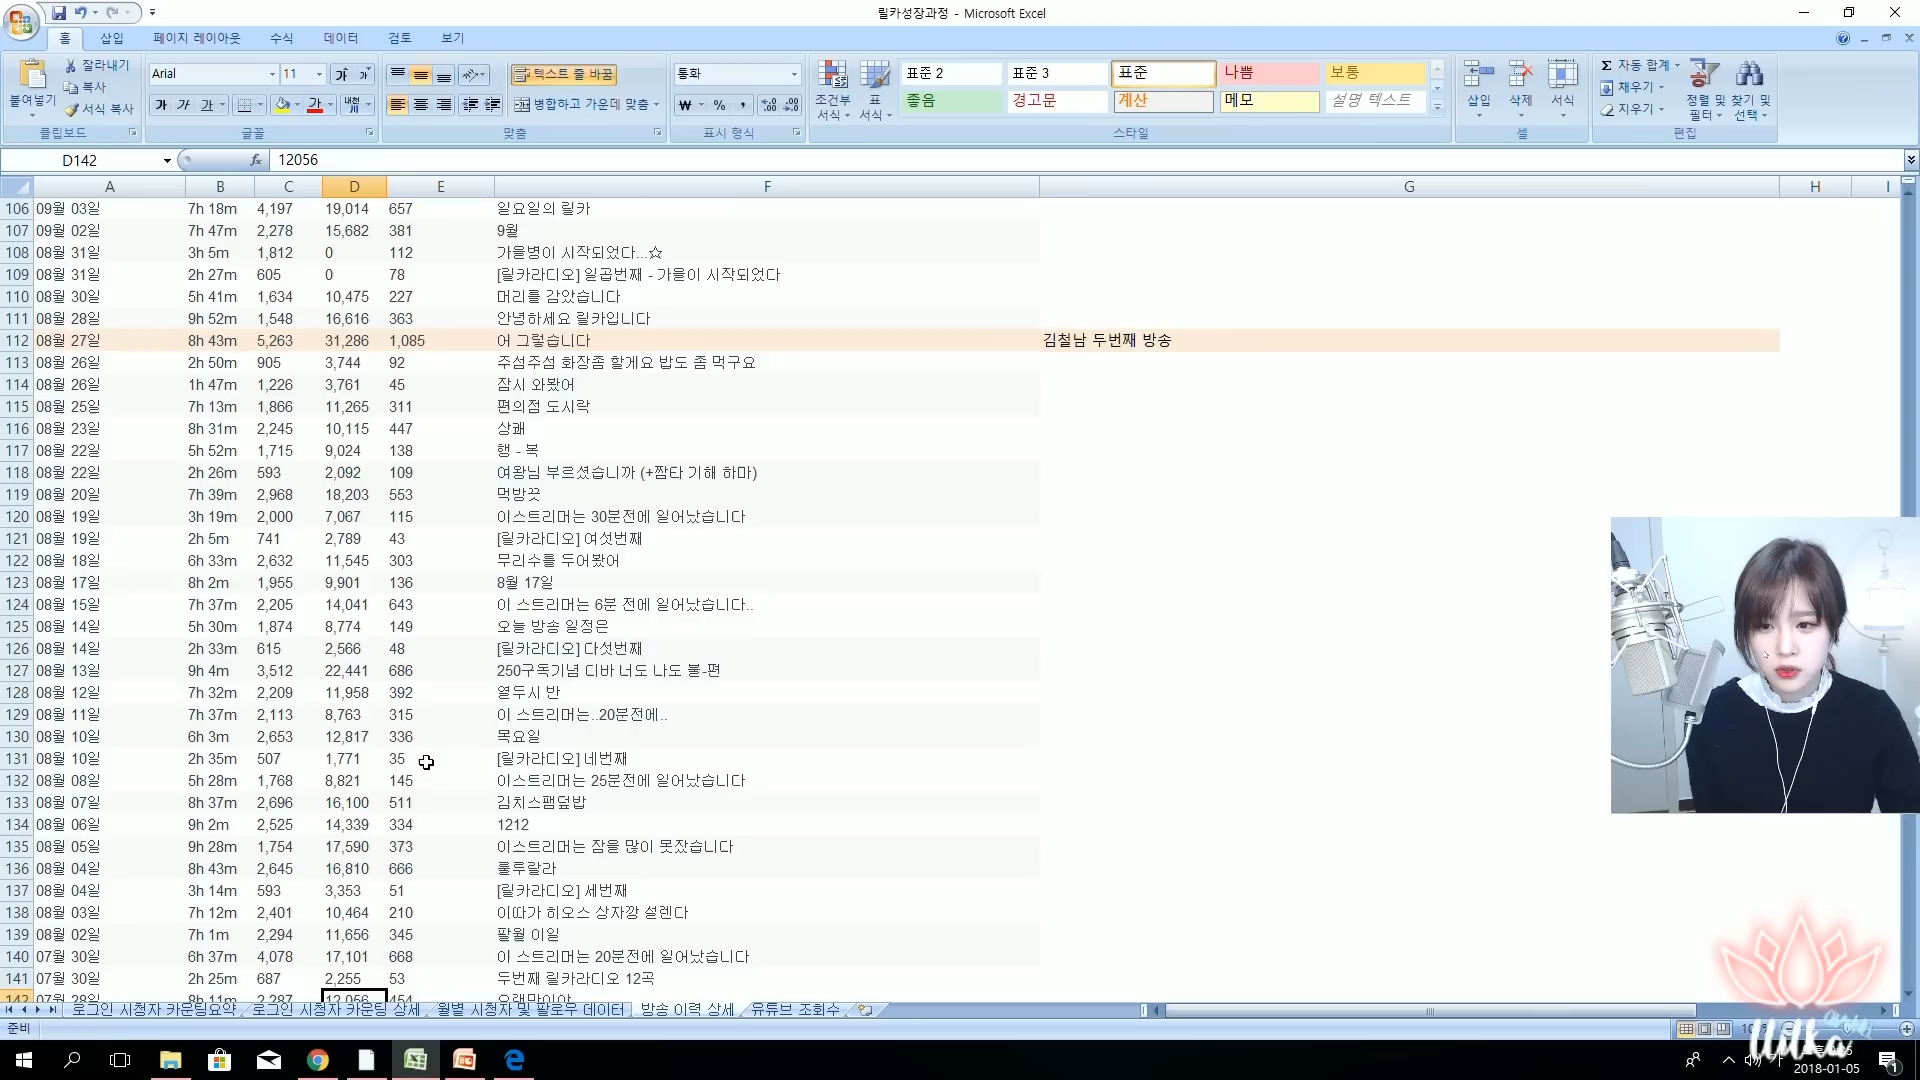 릴카성장과정 - Microsoft Excel
홈 삽입 페이지 레이아웃 수식 데이터 검토 보기
붙여넣기 잘라내기 복사 서식 복사
클립보드
Arial 11
가 가 가 내천 가
글꼴
텍스트 줄 바꿈
병합하고 가운데 맞춤
맞춤
통화
₩ % ,
표시 형식
조건부 서식 표 서식
표준 2 표준 3 표준 나쁨 보통
좋음 경고문 계산 메모 설명 텍스트
스타일
삽입 삭제 서식
셀
Σ 자동 합계 채우기 지우기
정렬 및 필터 찾기 및 선택
편집
D142 fx 12056
A B C D E F G H I
106 09월 03일 7h 18m 4,197 19,014 657 일요일의 릴카
107 09월 02일 7h 47m 2,278 15,682 381 9월
108 08월 31일 3h 5m 1,812 0 112 가을병이 시작되었다...☆
109 08월 31일 2h 27m 605 0 78 [릴카라디오] 일곱번째 - 가을이 시작되었다
110 08월 30일 5h 41m 1,634 10,475 227 머리를 감았습니다
111 08월 28일 9h 52m 1,548 16,616 363 안녕하세요 릴카입니다
112 08월 27일 8h 43m 5,263 31,286 1,085 어 그렇습니다 김철남 두번째 방송
113 08월 26일 2h 50m 905 3,744 92 주섬주섬 화장좀 할게요 밥도 좀 먹구요
114 08월 26일 1h 47m 1,226 3,761 45 잠시 와봤어
115 08월 25일 7h 13m 1,866 11,265 311 편의점 도시락
116 08월 23일 8h 31m 2,245 10,115 447 상쾌
117 08월 22일 5h 52m 1,715 9,024 138 행 - 복
118 08월 22일 2h 26m 593 2,092 109 여왕님 부르셨습니까 (+짬타 기해 하마)
119 08월 20일 7h 39m 2,968 18,203 553 먹방끗
120 08월 19일 3h 19m 2,000 7,067 115 이스트리머는 30분전에 일어났습니다
121 08월 19일 2h 5m 741 2,789 43 [릴카라디오] 여섯번째
122 08월 18일 6h 33m 2,632 11,545 303 무리수를 두어봤어
123 08월 17일 8h 2m 1,955 9,901 136 8월 17일
124 08월 15일 7h 37m 2,205 14,041 643 이 스트리머는 6분 전에 일어났습니다..
125 08월 14일 5h 30m 1,874 8,774 149 오늘 방송 일정은
126 08월 14일 2h 33m 615 2,566 48 [릴카라디오] 다섯번째
127 08월 13일 9h 4m 3,512 22,441 686 250구독기념 디바 너도 나도 불-편
128 08월 12일 7h 32m 2,209 11,958 392 열두시 반
129 08월 11일 7h 37m 2,113 8,763 315 이 스트리머는..20분전에..
130 08월 10일 6h 3m 2,653 12,817 336 목요일
131 08월 10일 2h 35m 507 1,771 35 [릴카라디오] 네번째
132 08월 08일 5h 28m 1,768 8,821 145 이스트리머는 25분전에 일어났습니다
133 08월 07일 8h 37m 2,696 16,100 511 김치스팸덮밥
134 08월 06일 9h 2m 2,525 14,339 334 1212
135 08월 05일 9h 28m 1,754 17,590 373 이스트리머는 잠을 많이 못잤습니다
136 08월 04일 8h 43m 2,645 16,810 666 룰루랄라
137 08월 04일 3h 14m 593 3,353 51 [릴카라디오] 세번째
138 08월 03일 7h 12m 2,401 10,464 210 이따가 히오스 상자깡 설렌다
139 08월 02일 7h 1m 2,294 11,656 345 팔월 이일
140 07월 30일 6h 37m 4,078 17,101 668 이 스트리머는 20분전에 일어났습니다
141 07월 30일 2h 25m 687 2,255 53 두번째 릴카라디오 12곡
142 07월 28일 8h 11m 2,287 12,056 454 오랜만이야
로그인 시청자 카운팅요약 로그인 시청자 카운팅 상세 월별 시청자 및 팔로우 데이터 방송 이력 상세 유튜브 조회수
준비
lilka
2018-01-05
1